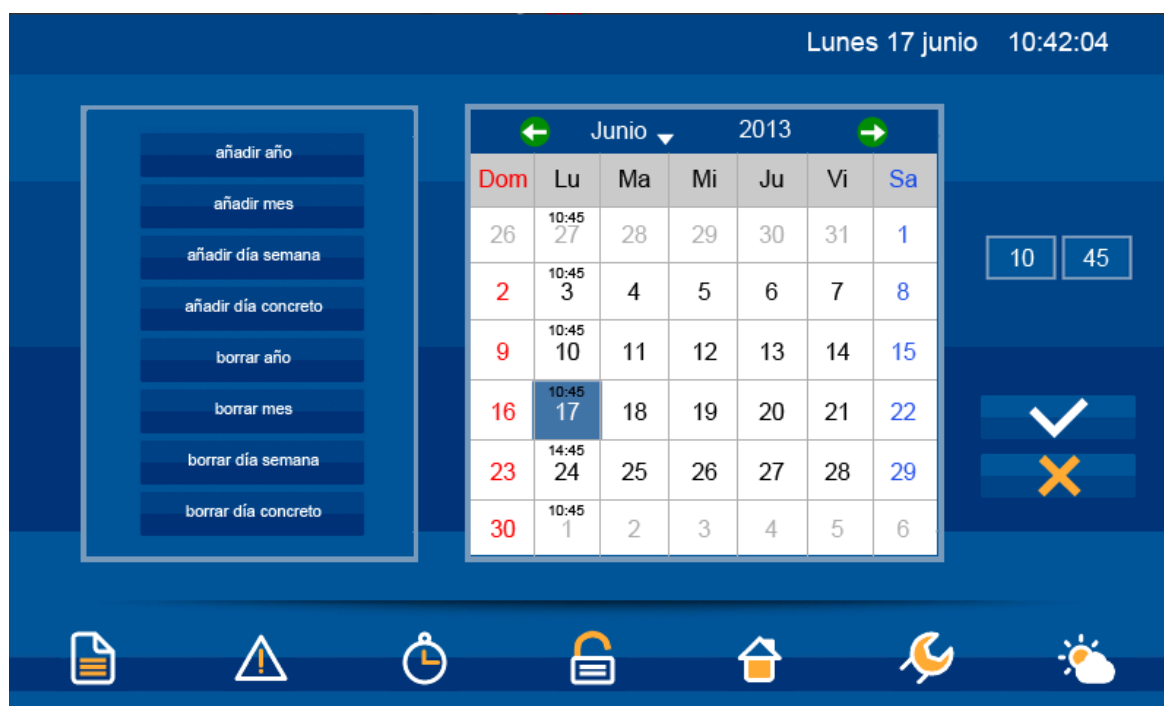 Lunes 17 junio 10:42:04
añadir año
añadir mes
añadir día semana
añadir día concreto
borrar año
borrar mes
borrar día semana
borrar día concreto
Junio 2013
Dom Lu Ma Mi Ju Vi Sa
10:45
26 27 28 29 30 31 1
10:45
2 3 4 5 6 7 8
10:45
9 10 11 12 13 14 15
10:45
16 17 18 19 20 21 22
14:45
23 24 25 26 27 28 29
10:45
30 1 2 3 4 5 6
10 45